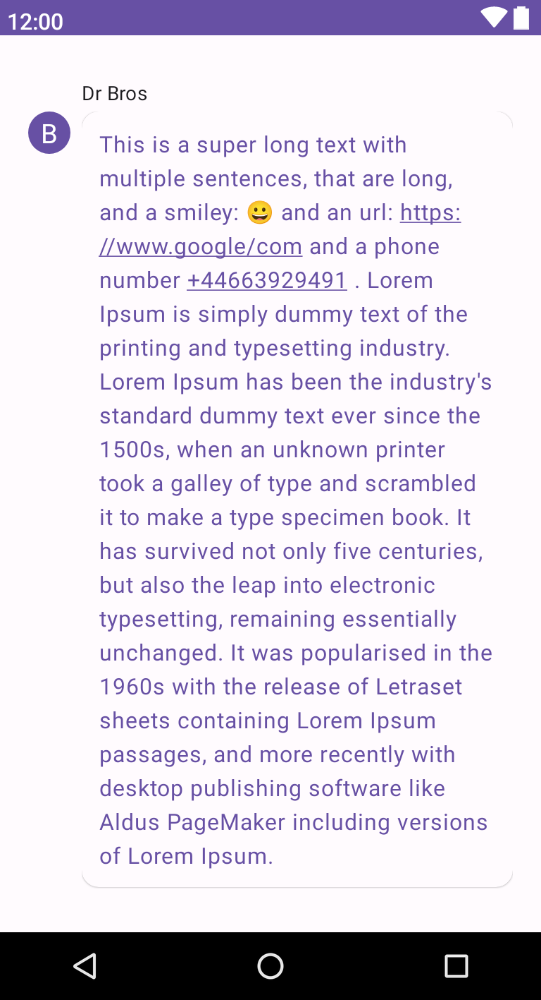 12:00
Dr Bros
B
This is a super long text with
multiple sentences, that are long,
and a smiley: 😀 and an url: https:
//www.google/com and a phone
number +44663929491 . Lorem
Ipsum is simply dummy text of the
printing and typesetting industry.
Lorem Ipsum has been the industry's
standard dummy text ever since the
1500s, when an unknown printer
took a galley of type and scrambled
it to make a type specimen book. It
has survived not only five centuries,
but also the leap into electronic
typesetting, remaining essentially
unchanged. It was popularised in the
1960s with the release of Letraset
sheets containing Lorem Ipsum
passages, and more recently with
desktop publishing software like
Aldus PageMaker including versions
of Lorem Ipsum.